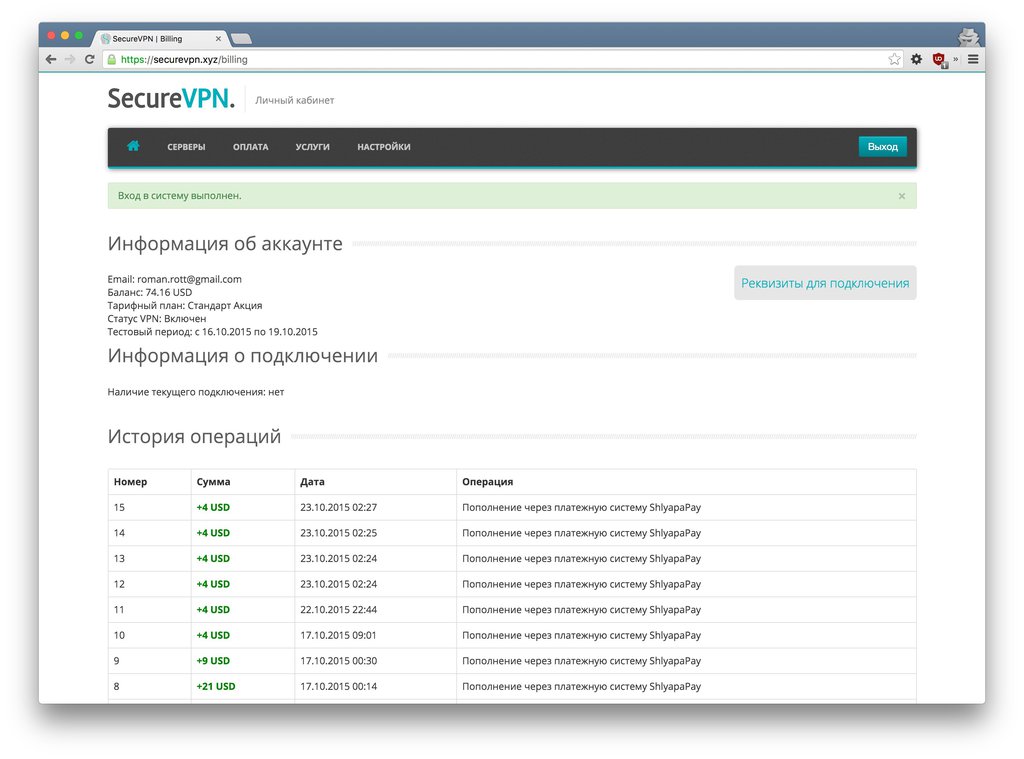 SecureVPN | Billing
https://securevpn.xyz/billing
SecureVPN. Личный кабинет
СЕРВЕРЫ ОПЛАТА УСЛУГИ НАСТРОЙКИ Выход
Вход в систему выполнен. ×
Информация об аккаунте
Email: roman.rott@gmail.com
Реквизиты для подключения
Баланс: 74.16 USD
Тарифный план: Стандарт Акция
Статус VPN: Включен
Тестовый период: с 16.10.2015 по 19.10.2015
Информация о подключении
Наличие текущего подключения: нет
История операций
Номер Сумма Дата Операция
15 +4 USD 23.10.2015 02:27 Пополнение через платежную систему ShlyapaPay
14 +4 USD 23.10.2015 02:25 Пополнение через платежную систему ShlyapaPay
13 +4 USD 23.10.2015 02:24 Пополнение через платежную систему ShlyapaPay
12 +4 USD 23.10.2015 02:24 Пополнение через платежную систему ShlyapaPay
11 +4 USD 22.10.2015 22:44 Пополнение через платежную систему ShlyapaPay
10 +4 USD 17.10.2015 09:01 Пополнение через платежную систему ShlyapaPay
9 +9 USD 17.10.2015 00:30 Пополнение через платежную систему ShlyapaPay
8 +21 USD 17.10.2015 00:14 Пополнение через платежную систему ShlyapaPay